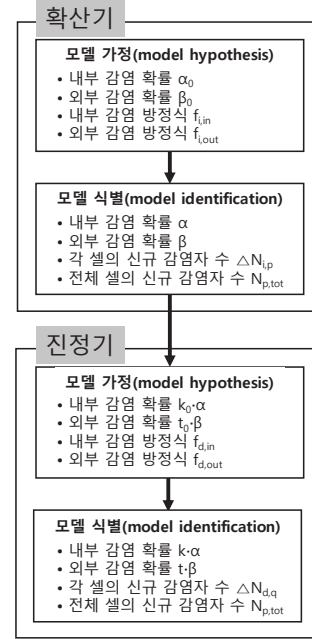 확산기
모델 가정(model hypothesis)
• 내부 감염 확률 α₀
• 외부 감염 확률 β₀
• 내부 감염 방정식 f_{i,in}
• 외부 감염 방정식 f_{i,out}
모델 식별(model identification)
• 내부 감염 확률 α
• 외부 감염 확률 β
• 각 셀의 신규 감염자 수 △N_{i,p}
• 전체 셀의 신규 감염자 수 N_{p,tot}
진정기
모델 가정(model hypothesis)
• 내부 감염 확률 k₀·α
• 외부 감염 확률 t₀·β
• 내부 감염 방정식 f_{d,in}
• 외부 감염 방정식 f_{d,out}
모델 식별(model identification)
• 내부 감염 확률 k·α
• 외부 감염 확률 t·β
• 각 셀의 신규 감염자 수 △N_{d,q}
• 전체 셀의 신규 감염자 수 N_{p,tot}